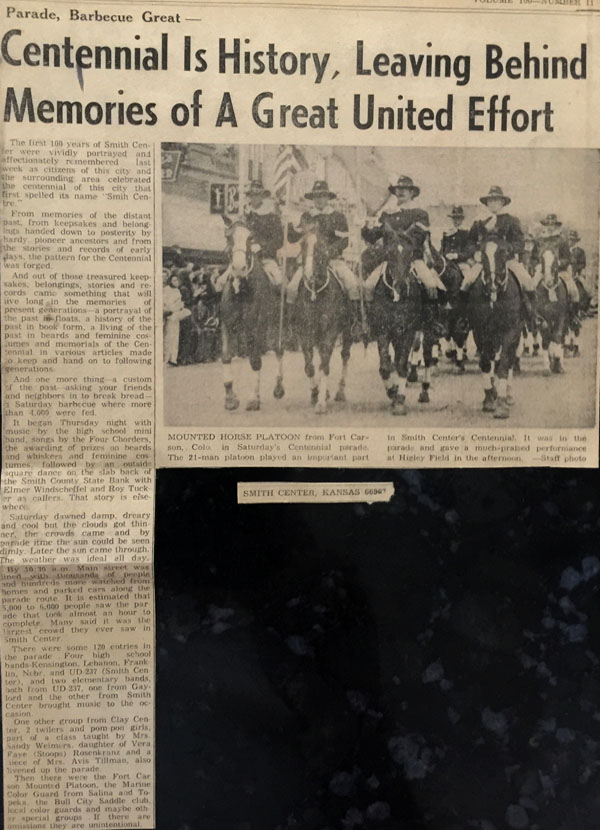 VOLUME 100—NUMBER 11
Parade, Barbecue Great —
Centennial Is History, Leaving Behind
Memories of A Great United Effort
The first 100 years of Smith Cen-
ter were vividly portrayed and
affectionately remembered last
week as citizens of this city and
the surrounding area celebrated
the centennial of this city that
first spelled its name "Smith Cen-
tre."
From memories of the distant
past, from keepsakes and belong-
ings handed down to posterity by
hardy pioneer ancestors and from
the stories and records of early
days, the pattern for the Centennial
was forged.
And out of those treasured keep-
sakes, belongings, stories and re-
cords came something that will
live long in the memories of
present generations—a portrayal of
the past in floats, a history of the
past in book form, a living of the
past in beards and feminine cos-
tumes and memorials of the Cen-
tennial in various articles made
to keep and hand on to following
generations.
And one more thing—a custom
of the past—asking your friends
and neighbors in to break bread—
a Saturday barbecue where more
than 4,000 were fed.
It began Thursday night with
music by the high school mini
band, songs by the Four Chorders,
the awarding of prizes on beards
and whiskers and feminine cos-
tumes, followed by an outside
square dance on the slab back of
the Smith County State Bank with
Elmer Windscheffel and Roy Tuck-
er as callers. That story is else-
where.
Saturday dawned damp, dreary
and cool but the clouds got thin-
ner, the crowds came and by
parade time the sun could be seen
dimly. Later the sun came through.
The weather was ideal all day.
By 10:30 a.m. Main street was
lined with thousands of people
and hundreds more watched from
homes and parked cars along the
parade route. It is estimated that
5,000 to 6,000 people saw the par-
ade that took almost an hour to
complete. Many said it was the
largest crowd they ever saw in
Smith Center.
There were some 120 entries in
the parade. Four high school
bands-Kensington, Lebanon, Frank-
lin, Nebr. and UD-237 (Smith Cen-
ter), and two elementary bands,
both from UD-237, one from Gay-
lord and the other from Smith
Center brought music to the oc-
casion.
One other group from Clay Cen-
ter, 2 twilers and pom pon girls,
part of a class taught by Mrs.
Sandy Weimers, daughter of Vera
Faye (Stoops) Rosenkranz and a
niece of Mrs. Avis Tillman, also
livened up the parade.
Then there were the Fort Car
son Mounted Platoon, the Marine
Color Guard from Salina and To-
peka, the Bull City Saddle club,
local color guards and maybe oth-
er special groups. If there are
omissions they are unintentional.
MOUNTED HORSE PLATOON from Fort Car-
son, Colo. in Saturday's Centennial parade.
The 21-man platoon played an important part
in Smith Center's Centennial. It was in the
parade and gave a much-praised performance
at Higley Field in the afternoon. —Staff photo
SMITH CENTER, KANSAS